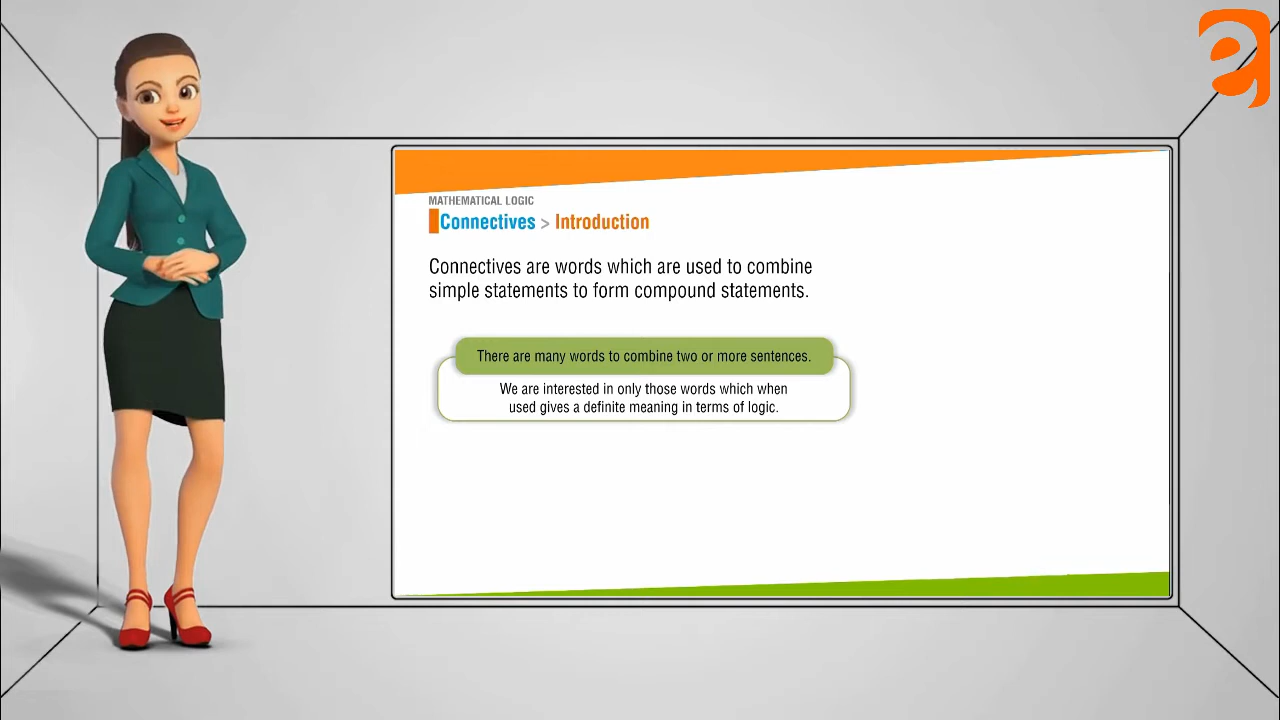 MATHEMATICAL LOGIC
Connectives > Introduction
Connectives are words which are used to combine
simple statements to form compound statements.
There are many words to combine two or more sentences.
We are interested in only those words which when
used gives a definite meaning in terms of logic.